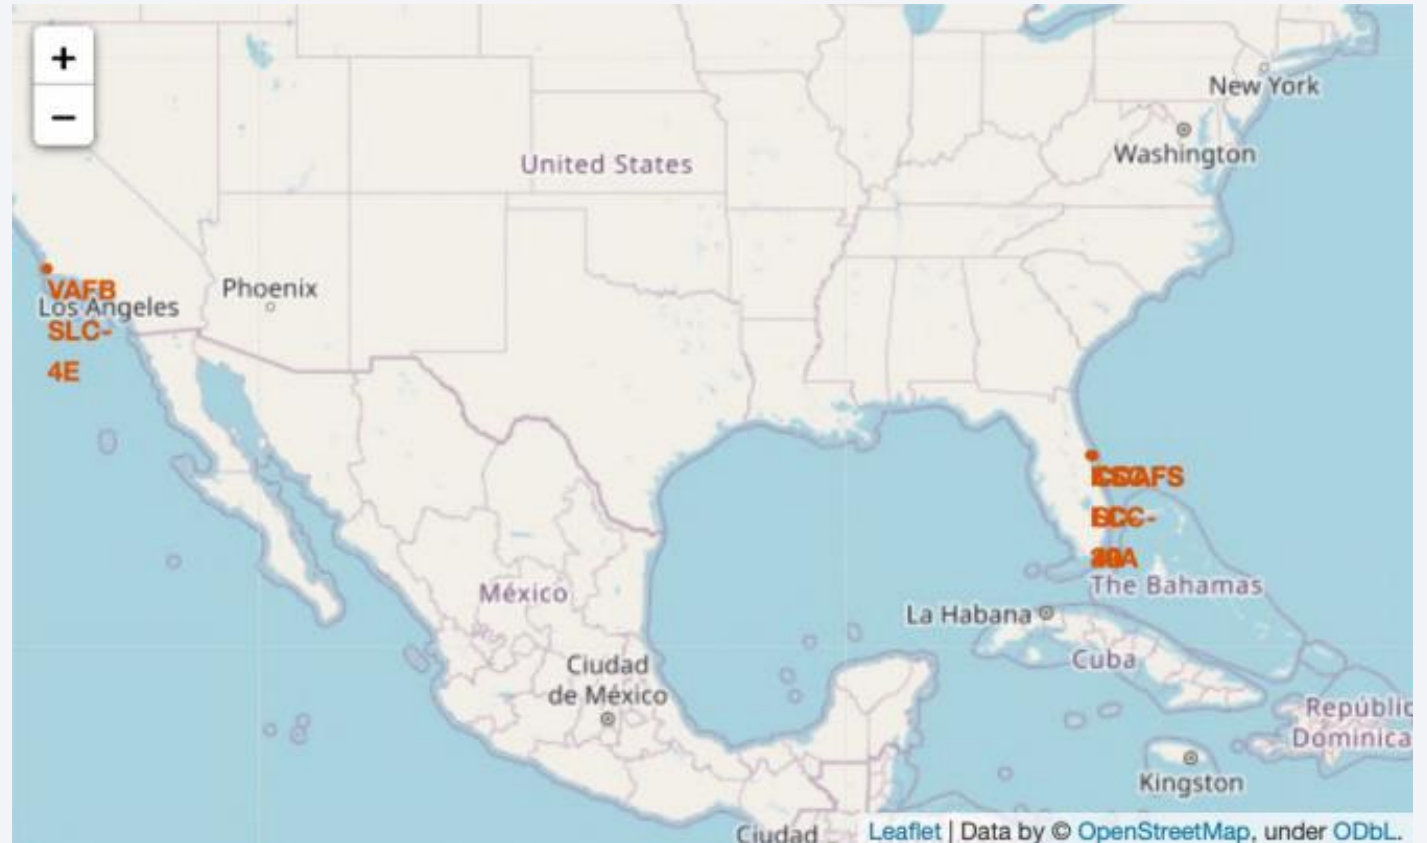 +
−
New York
Washington
United States
VAFB
Los Angeles
SLC-
4E
Phoenix
The Bahamas
La Habana
México
Cuba
Ciudad
de México
Repúblic
Dominica
Kingston
Ciudad
Leaflet | Data by © OpenStreetMap, under ODbL.